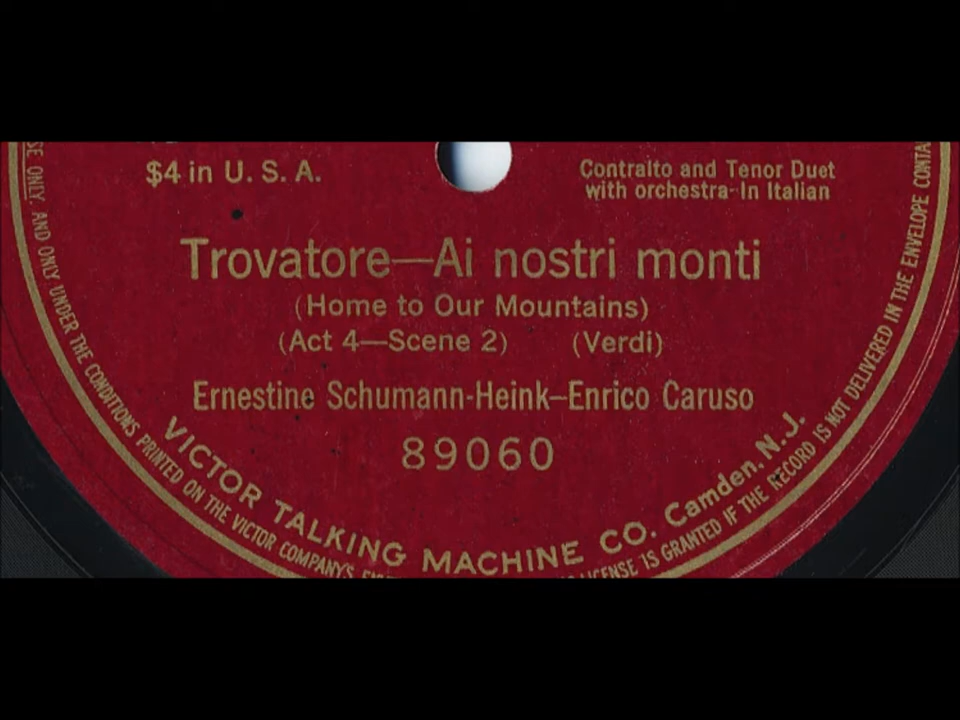 $4 in U. S. A.
Contralto and Tenor Duet
with orchestra-In Italian
Trovatore—Ai nostri monti
(Home to Our Mountains)
(Act 4—Scene 2) (Verdi)
Ernestine Schumann-Heink—Enrico Caruso
89060
VICTOR TALKING MACHINE CO. Camden, N.J.
ONLY AND ONLY UNDER THE CONDITIONS PRINTED ON THE VICTOR COMPANY'S
LICENSE IS GRANTED IF THE RECORD IS NOT DELIVERED IN THE ENVELOPE